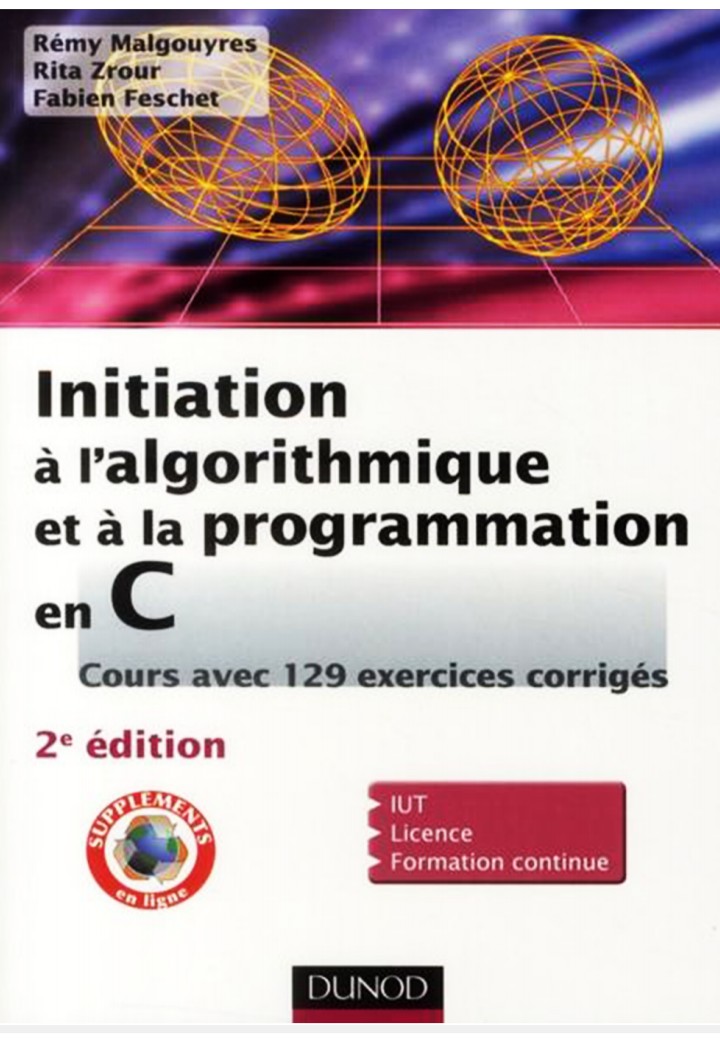 Rémy Malgouyres
Rita Zrour
Fabien Feschet
Initiation
à l'algorithmique
et à la programmation
en C
Cours avec 129 exercices corrigés
2e édition
SUPPLÉMENTS
en ligne
IUT
Licence
Formation continue
DUNOD